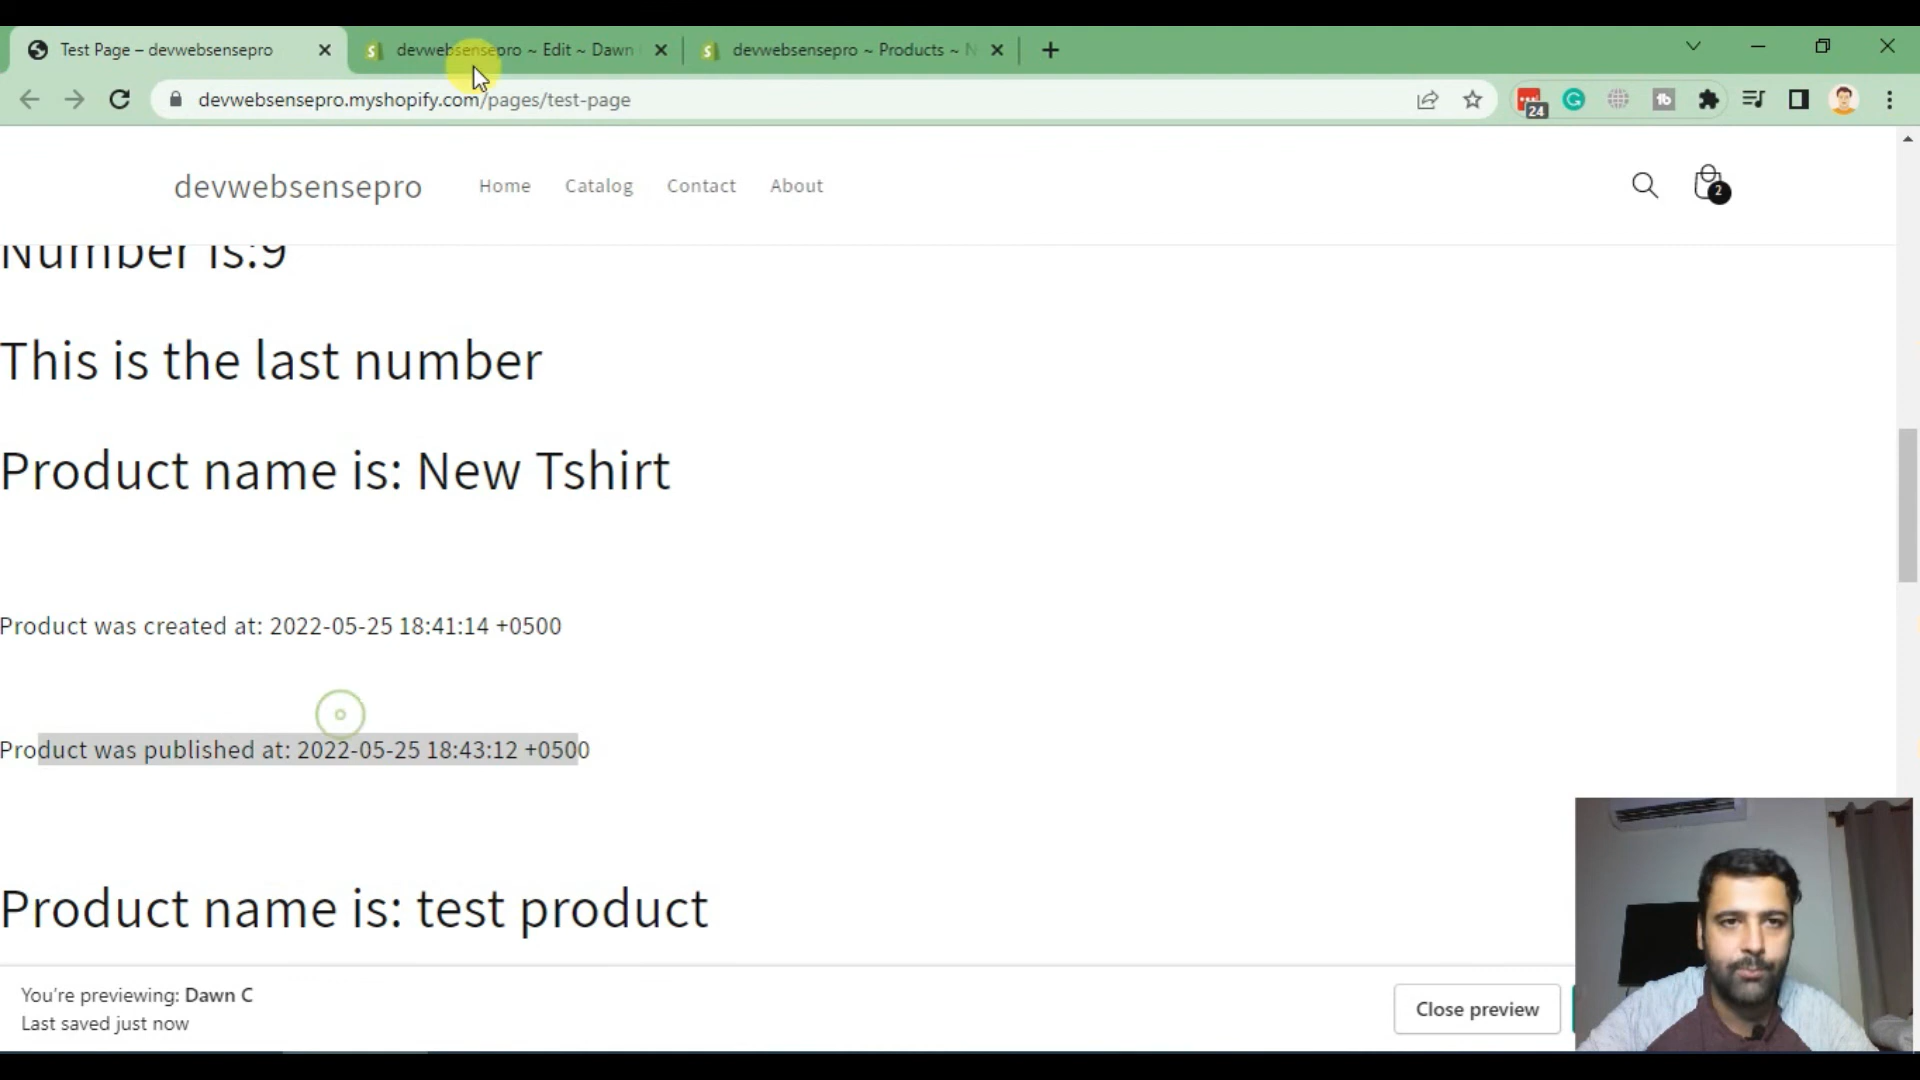 Test Page – devwebsensepro
devwebsensepro ~ Edit ~ Dawn
devwebsensepro ~ Products ~ N
devwebsensepro.myshopify.com/pages/test-page
24
devwebsensepro
Home
Catalog
Contact
About
2
Number is:9
This is the last number
Product name is: New Tshirt
Product was created at: 2022-05-25 18:41:14 +0500
Product was published at: 2022-05-25 18:43:12 +0500
Product name is: test product
You're previewing: Dawn C
Last saved just now
Close preview